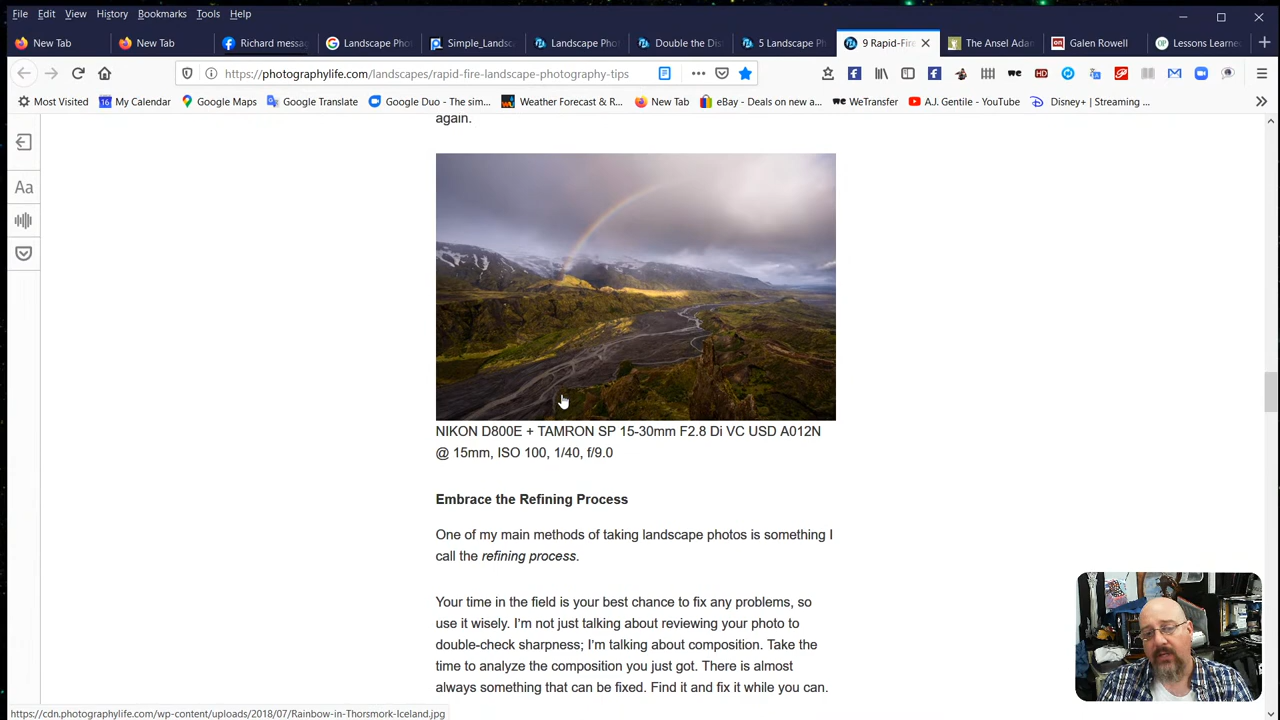 File Edit View History Bookmarks Tools Help
New Tab New Tab Richard messa Google Landscape Pho Simple_Landsc Landscape Pho Double the Dis 5 Landscape Ph 9 Rapid-Fire The Ansel Ada Galen Rowell Lessons Learne
https://photographylife.com/landscapes/rapid-fire-landscape-photography-tips
Most Visited My Calendar Google Maps Google Translate Google Duo - The sim... Weather Forecast & R... New Tab eBay - Deals on new a... WeTransfer A.J. Gentile - YouTube Disney+ | Streaming ...
Aa
again.
NIKON D800E + TAMRON SP 15-30mm F2.8 Di VC USD A012N
@ 15mm, ISO 100, 1/40, f/9.0
Embrace the Refining Process
One of my main methods of taking landscape photos is something I
call the refining process.
Your time in the field is your best chance to fix any problems, so
use it wisely. I'm not just talking about reviewing your photo to
double-check sharpness; I'm talking about composition. Take the
time to analyze the composition you just got. There is almost
always something that can be fixed. Find it and fix it while you can.
https://cdn.photographylife.com/wp-content/uploads/2018/07/Rainbow-in-Thorsmork-Iceland.jpg